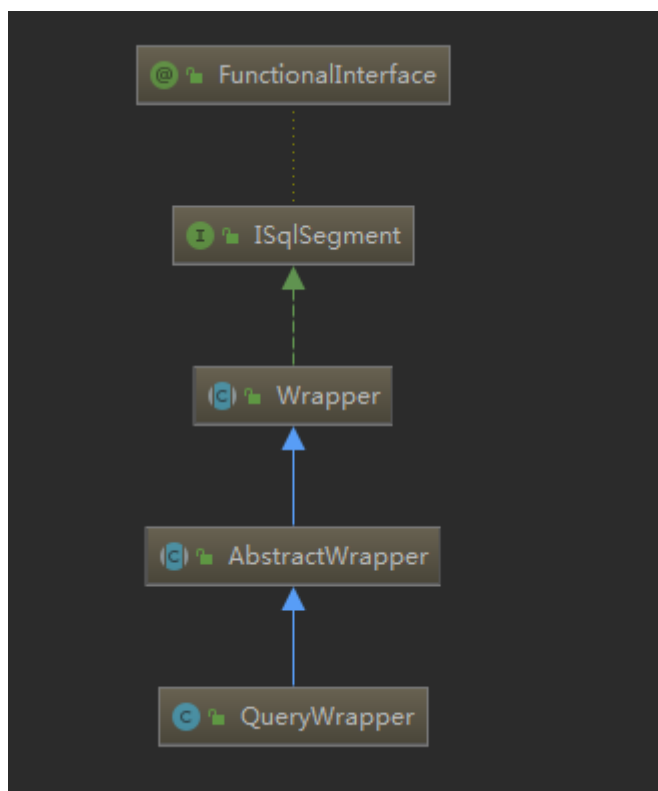 @ FunctionalInterface
I ISqlSegment
C Wrapper
C AbstractWrapper
C QueryWrapper